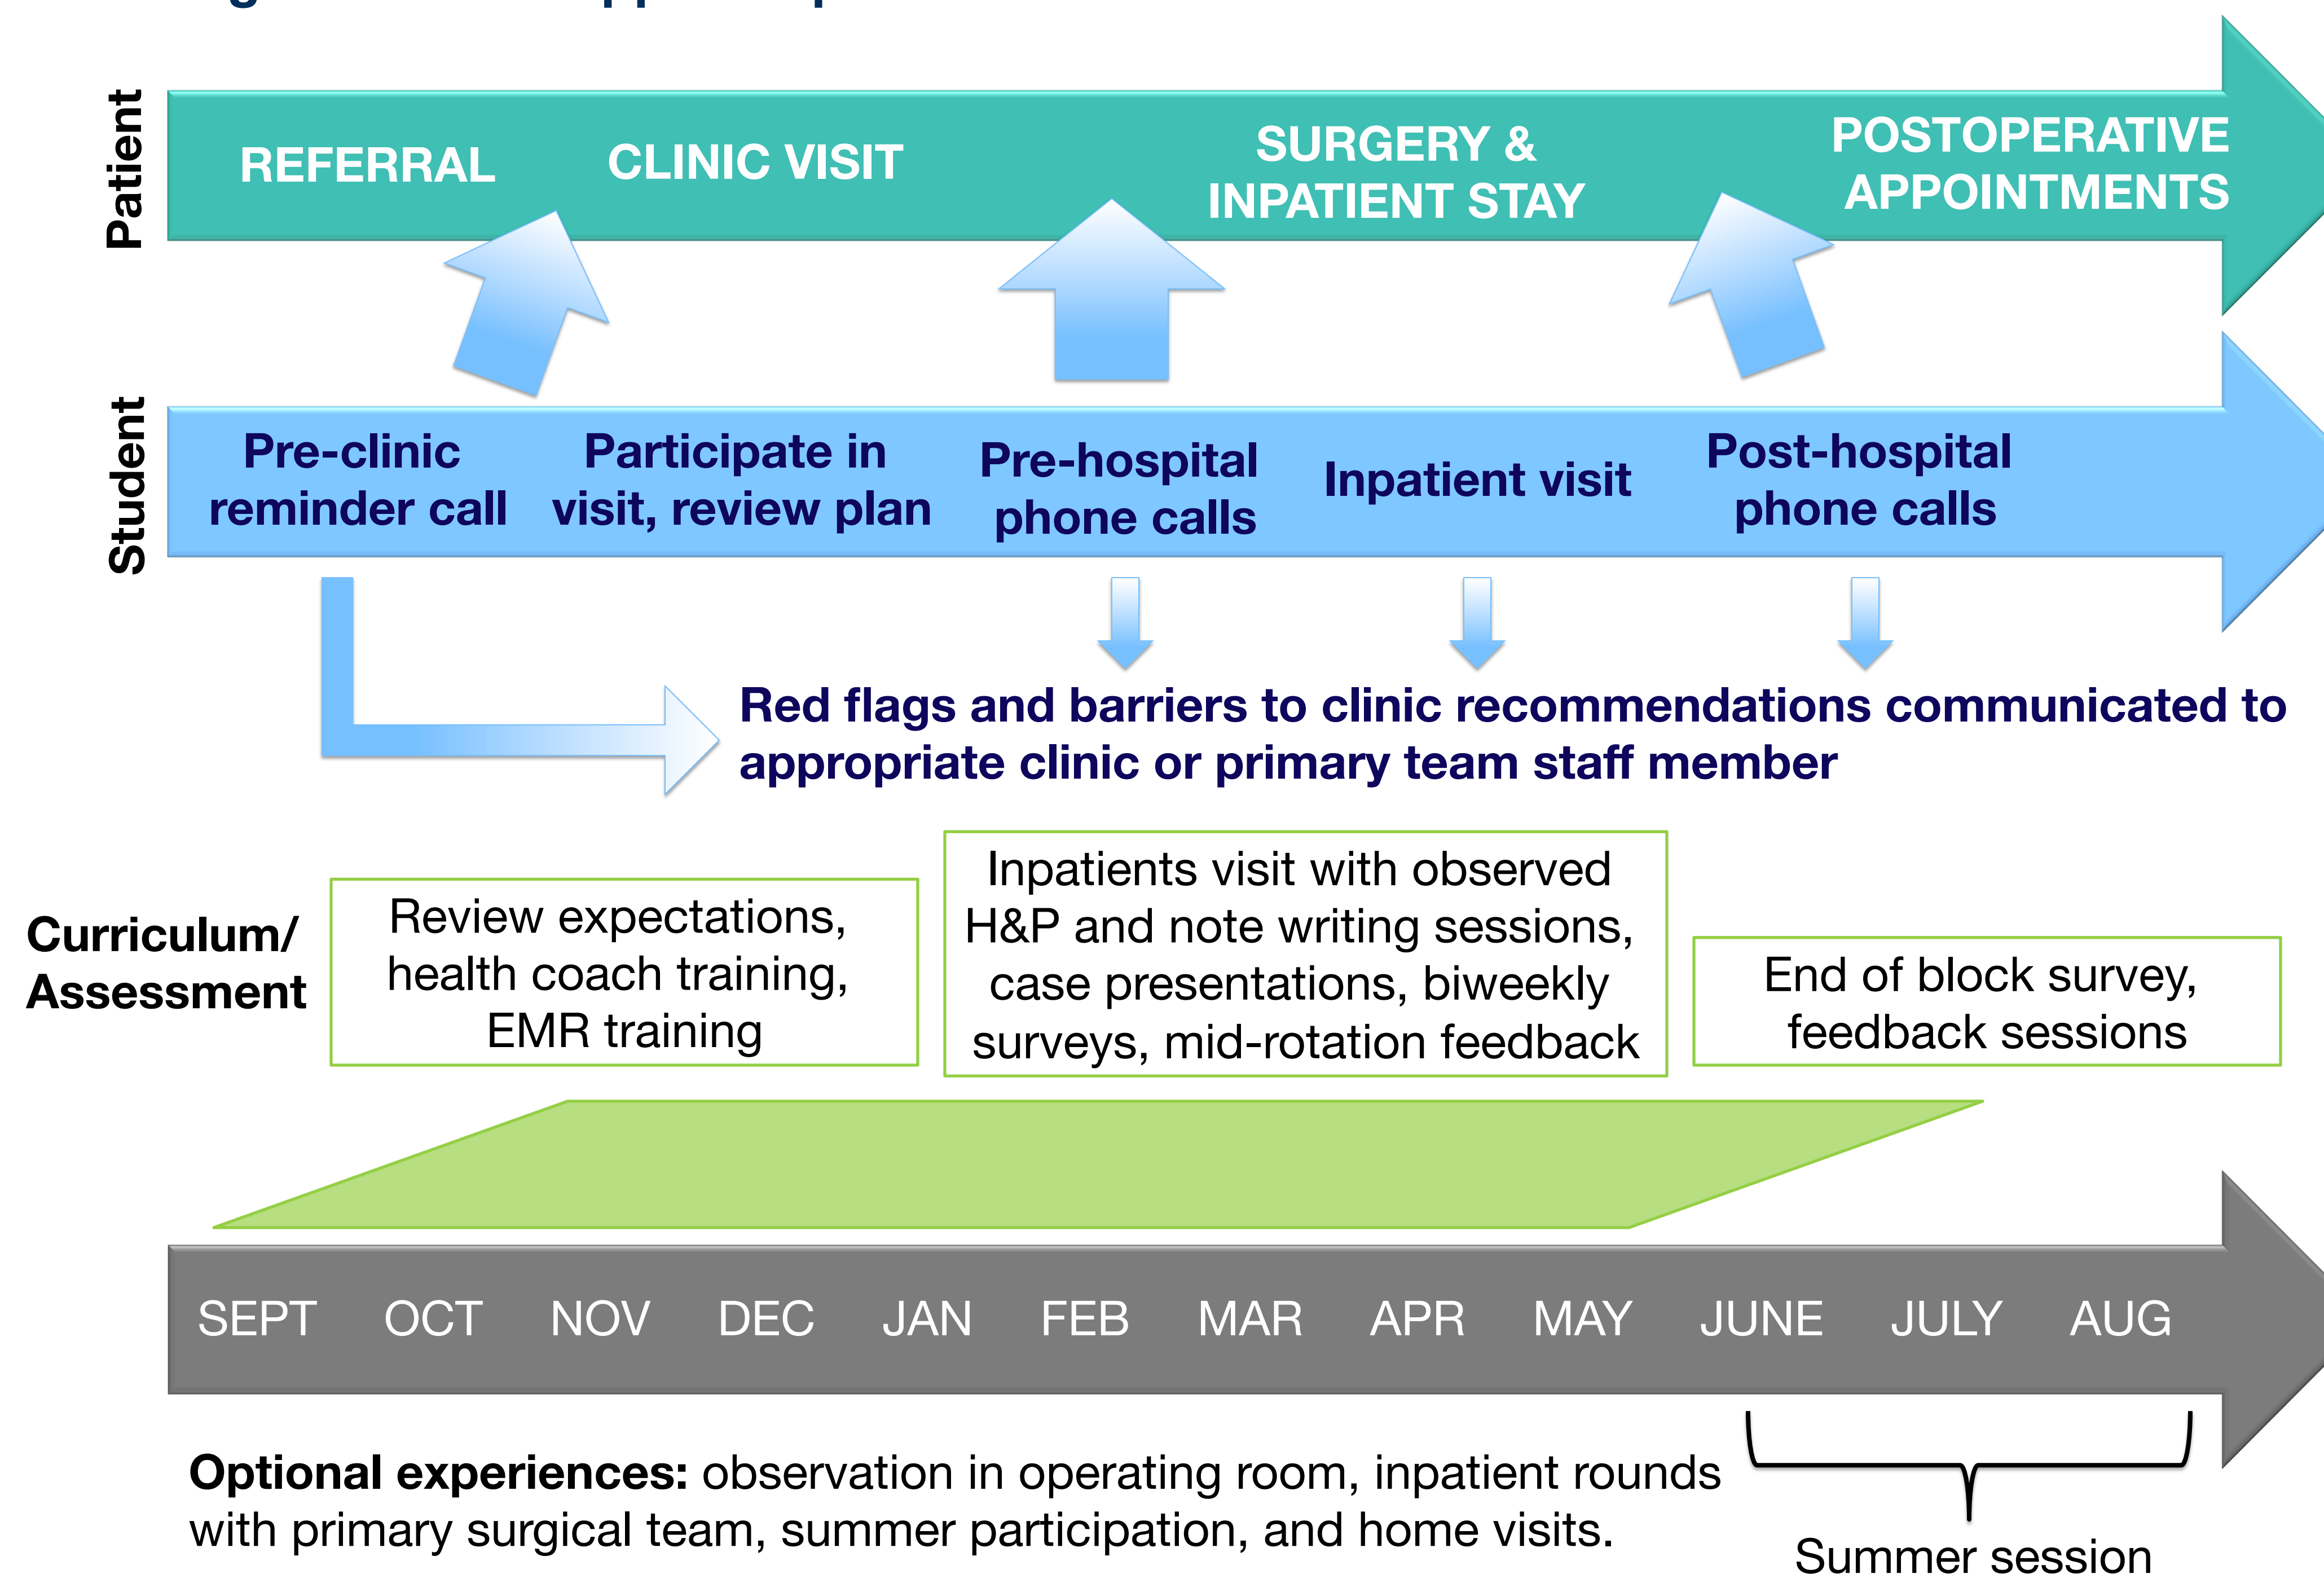 Patient
REFERRAL
CLINIC VISIT
SURGERY &
INPATIENT STAY
POSTOPERATIVE
APPOINTMENTS
Student
Pre-clinic
reminder call
Participate in
visit, review plan
Pre-hospital
phone calls
Inpatient visit
Post-hospital
phone calls
Red flags and barriers to clinic recommendations communicated to
appropriate clinic or primary team staff member
Curriculum/
Assessment
Review expectations,
health coach training,
EMR training
Inpatients visit with observed
H&P and note writing sessions,
case presentations, biweekly
surveys, mid-rotation feedback
End of block survey,
feedback sessions
SEPT OCT NOV DEC JAN FEB MAR APR MAY JUNE JULY AUG
Optional experiences: observation in operating room, inpatient rounds
with primary surgical team, summer participation, and home visits.
Summer session